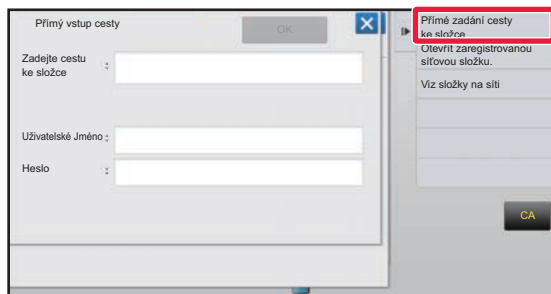 Přímý vstup cesty
OK
Zadejte cestu :
ke složce
Uživatelské Jméno :
Heslo :
Přímé zadání cesty
ke složce
Otevřít zaregistrovanou
síťovou složku.
Viz složky na síti
CA